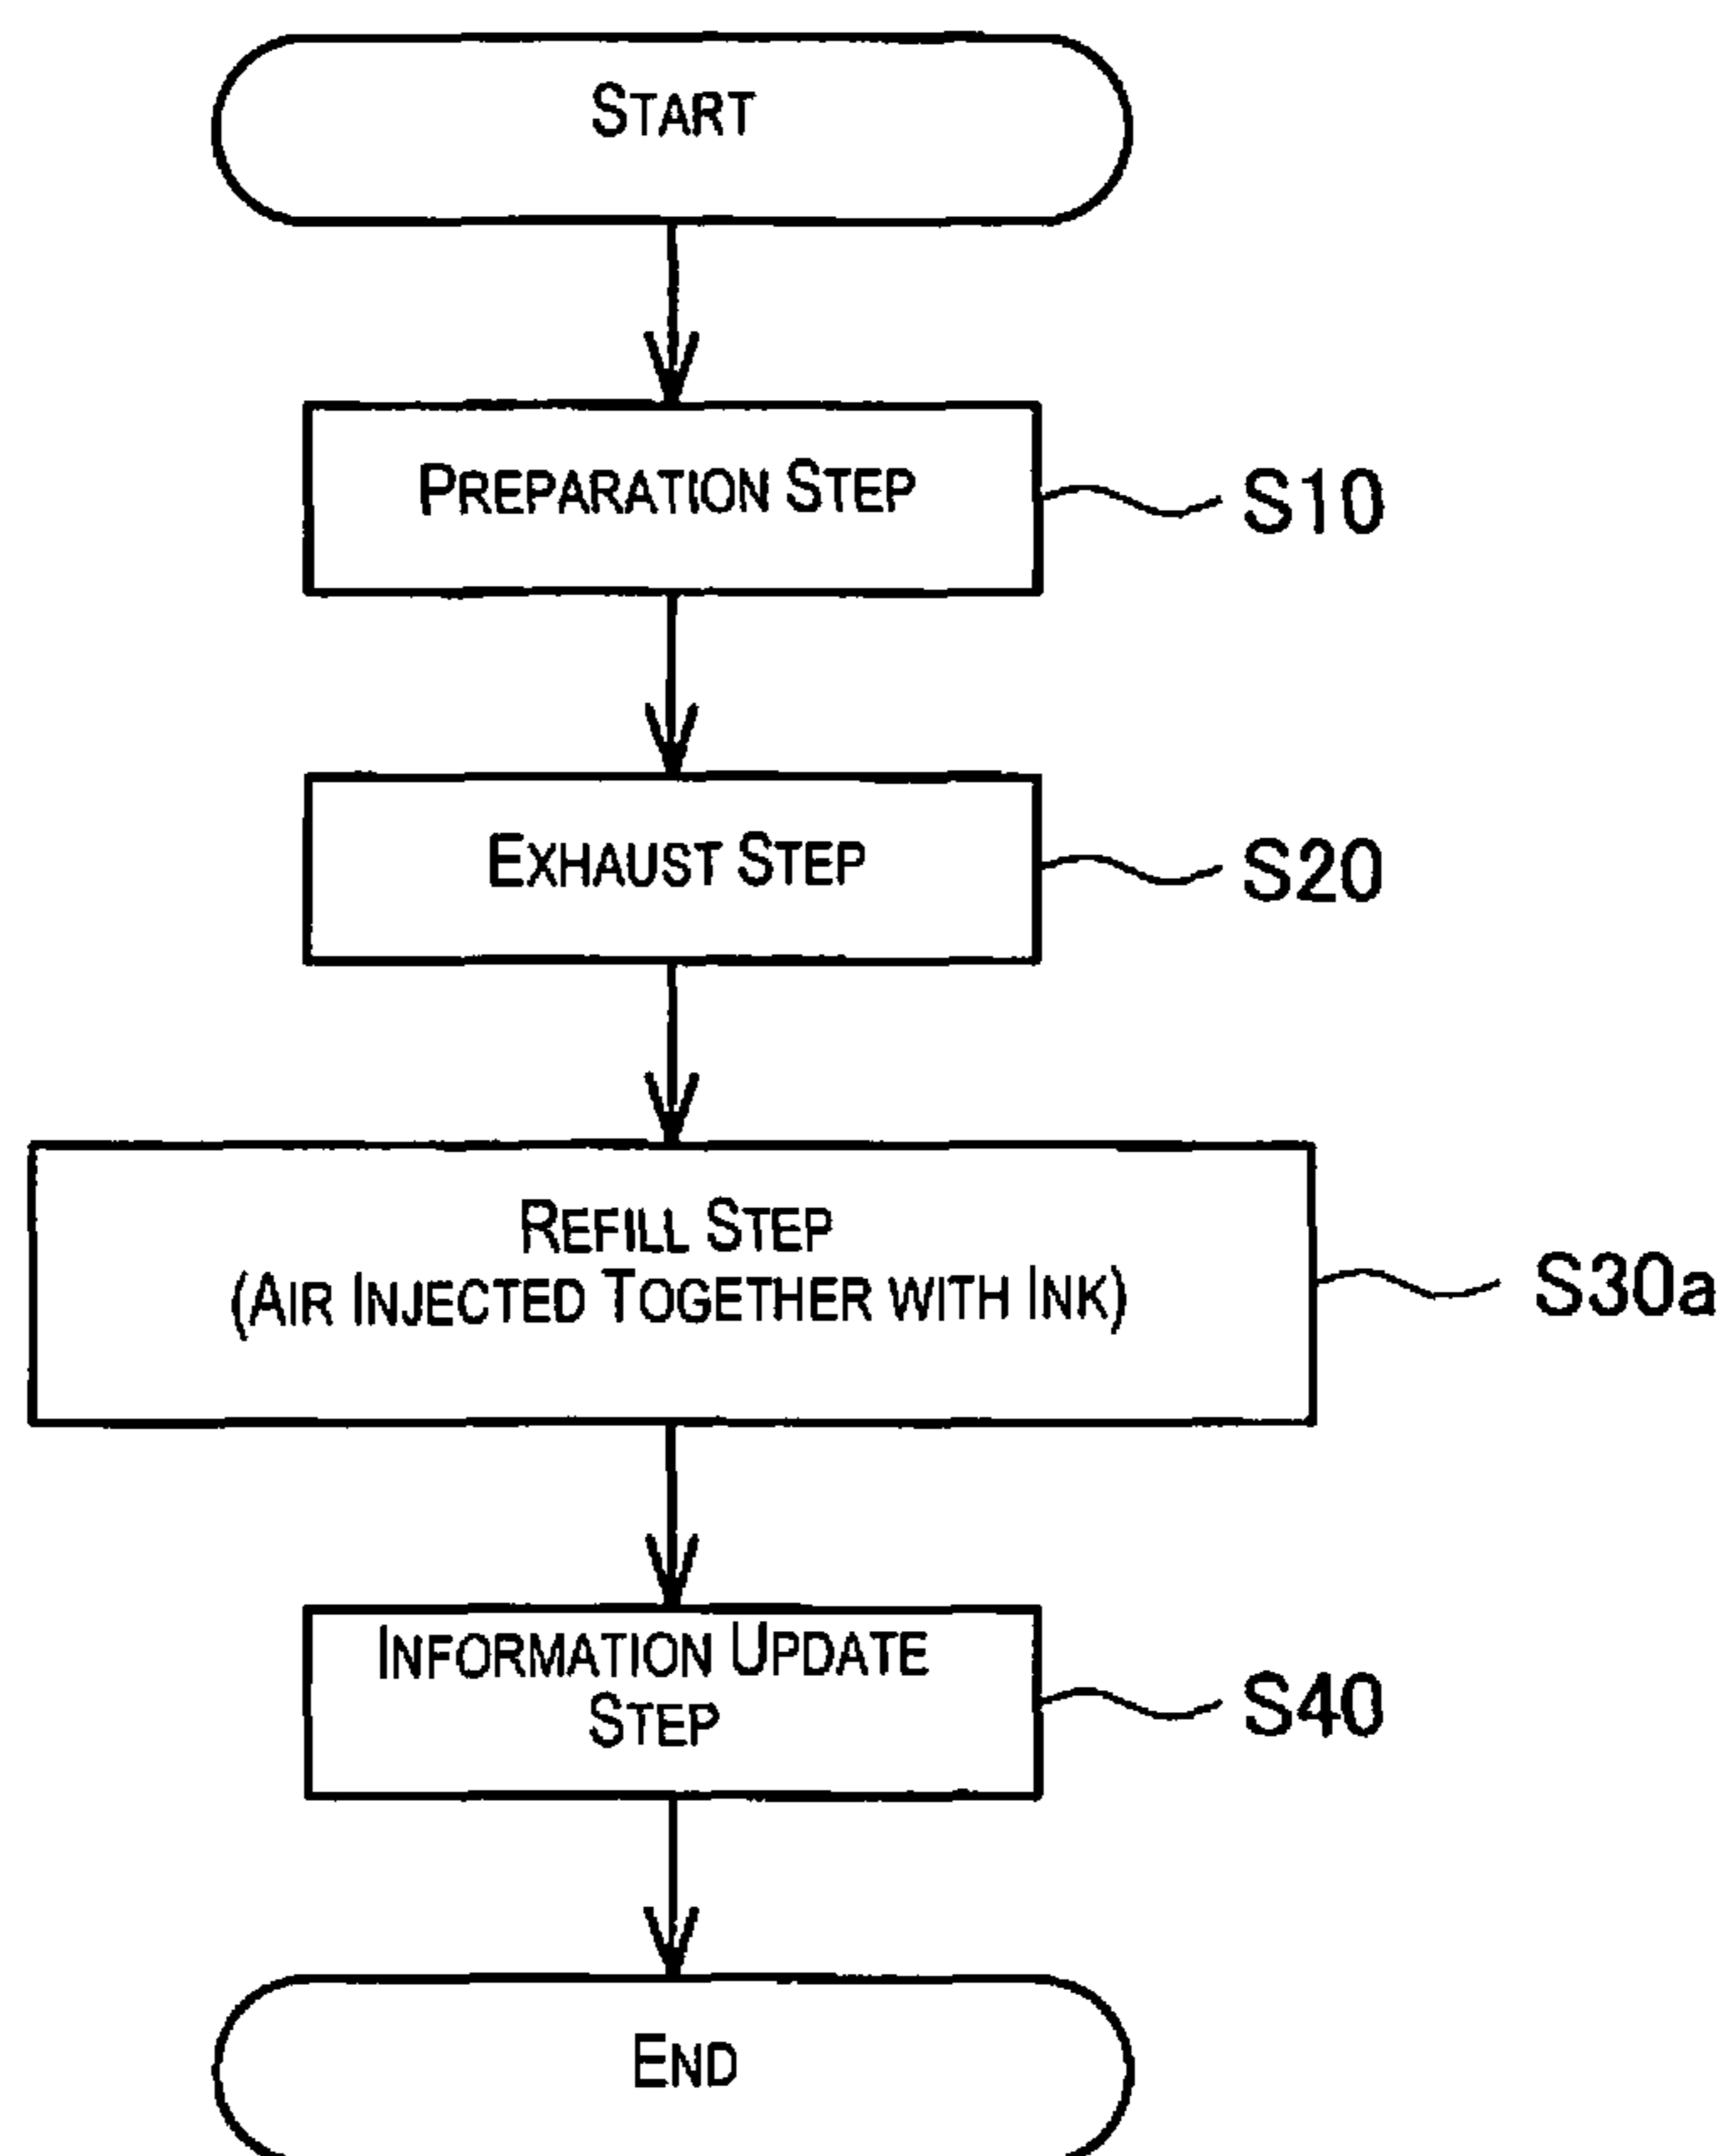 START
PREPARATION STEP
S10
EXHAUST STEP
S20
REFILL STEP
(AIR INJECTED TOGETHER WITH INK)
S30a
INFORMATION UPDATE
STEP
S40
END